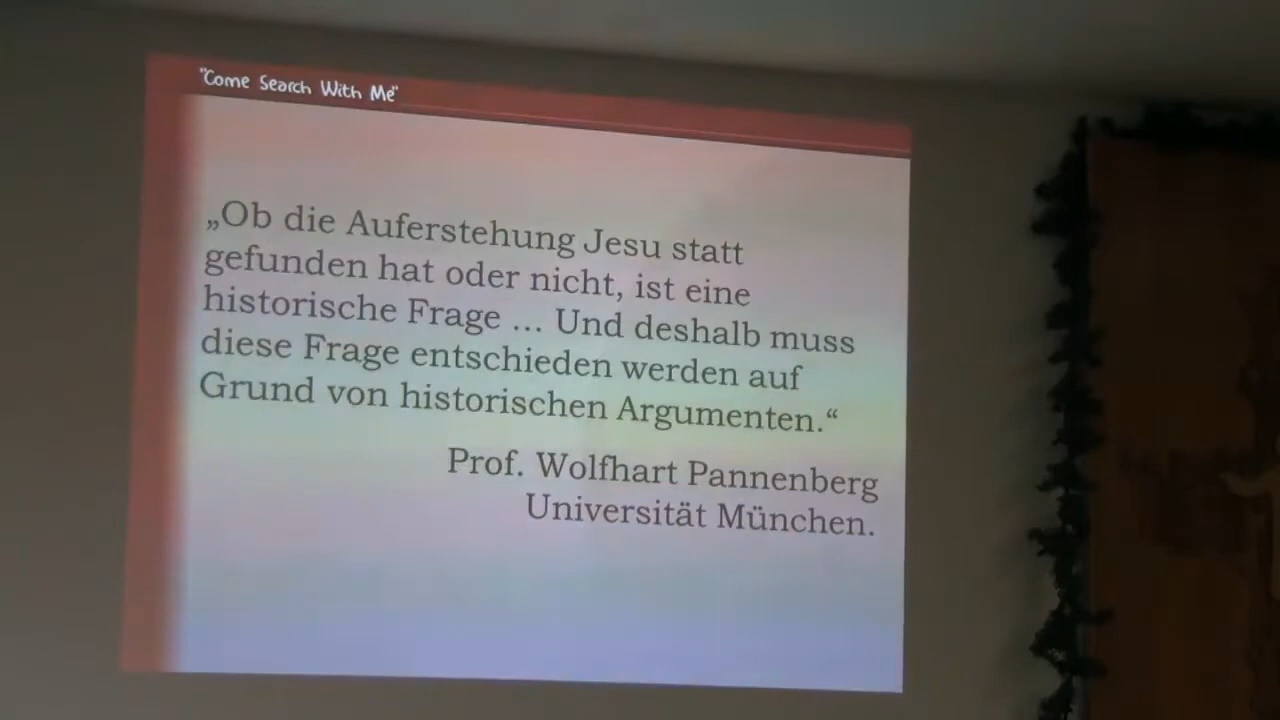 "Come Search With Me"
„Ob die Auferstehung Jesu statt
gefunden hat oder nicht, ist eine
historische Frage ... Und deshalb muss
diese Frage entschieden werden auf
Grund von historischen Argumenten.“
Prof. Wolfhart Pannenberg
Universität München.